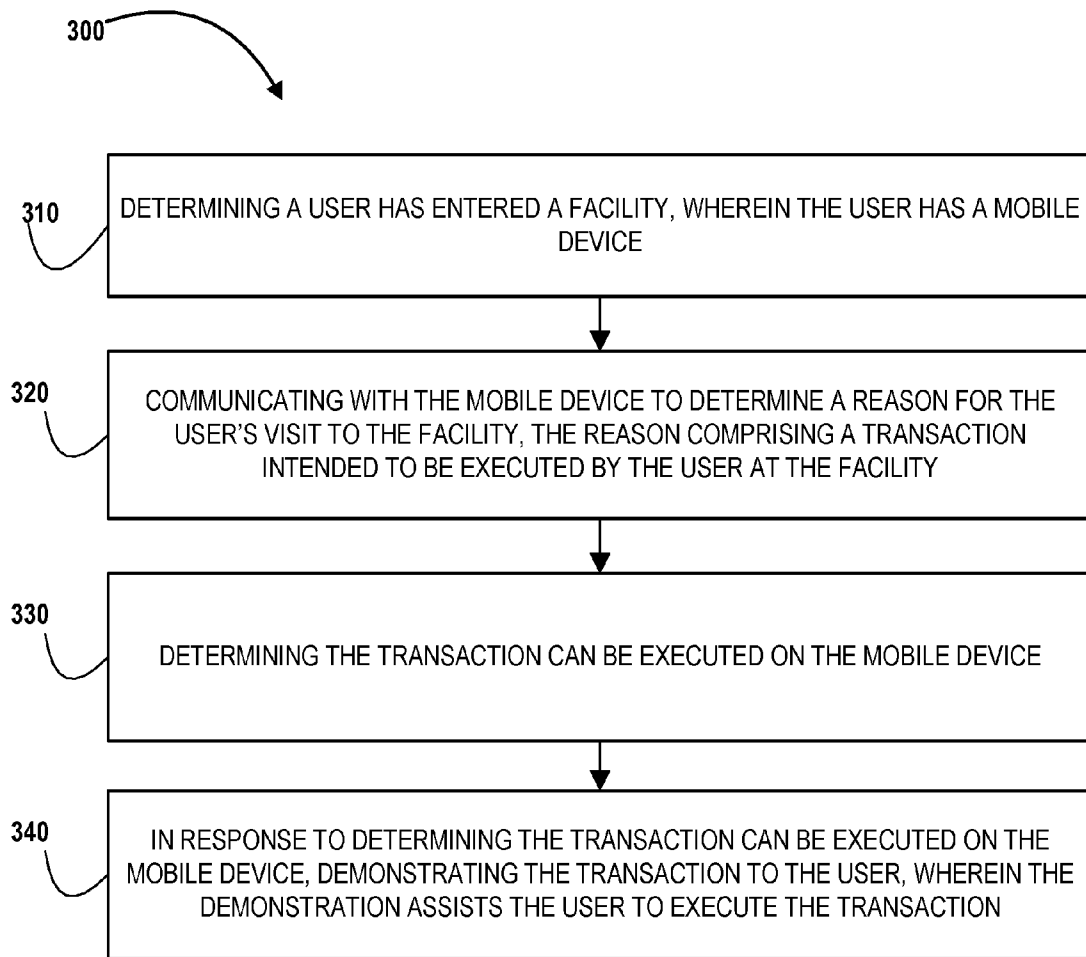 300
310
DETERMINING A USER HAS ENTERED A FACILITY, WHEREIN THE USER HAS A MOBILE
DEVICE
320
COMMUNICATING WITH THE MOBILE DEVICE TO DETERMINE A REASON FOR THE
USER'S VISIT TO THE FACILITY, THE REASON COMPRISING A TRANSACTION
INTENDED TO BE EXECUTED BY THE USER AT THE FACILITY
330
DETERMINING THE TRANSACTION CAN BE EXECUTED ON THE MOBILE DEVICE
340
IN RESPONSE TO DETERMINING THE TRANSACTION CAN BE EXECUTED ON THE
MOBILE DEVICE, DEMONSTRATING THE TRANSACTION TO THE USER, WHEREIN THE
DEMONSTRATION ASSISTS THE USER TO EXECUTE THE TRANSACTION